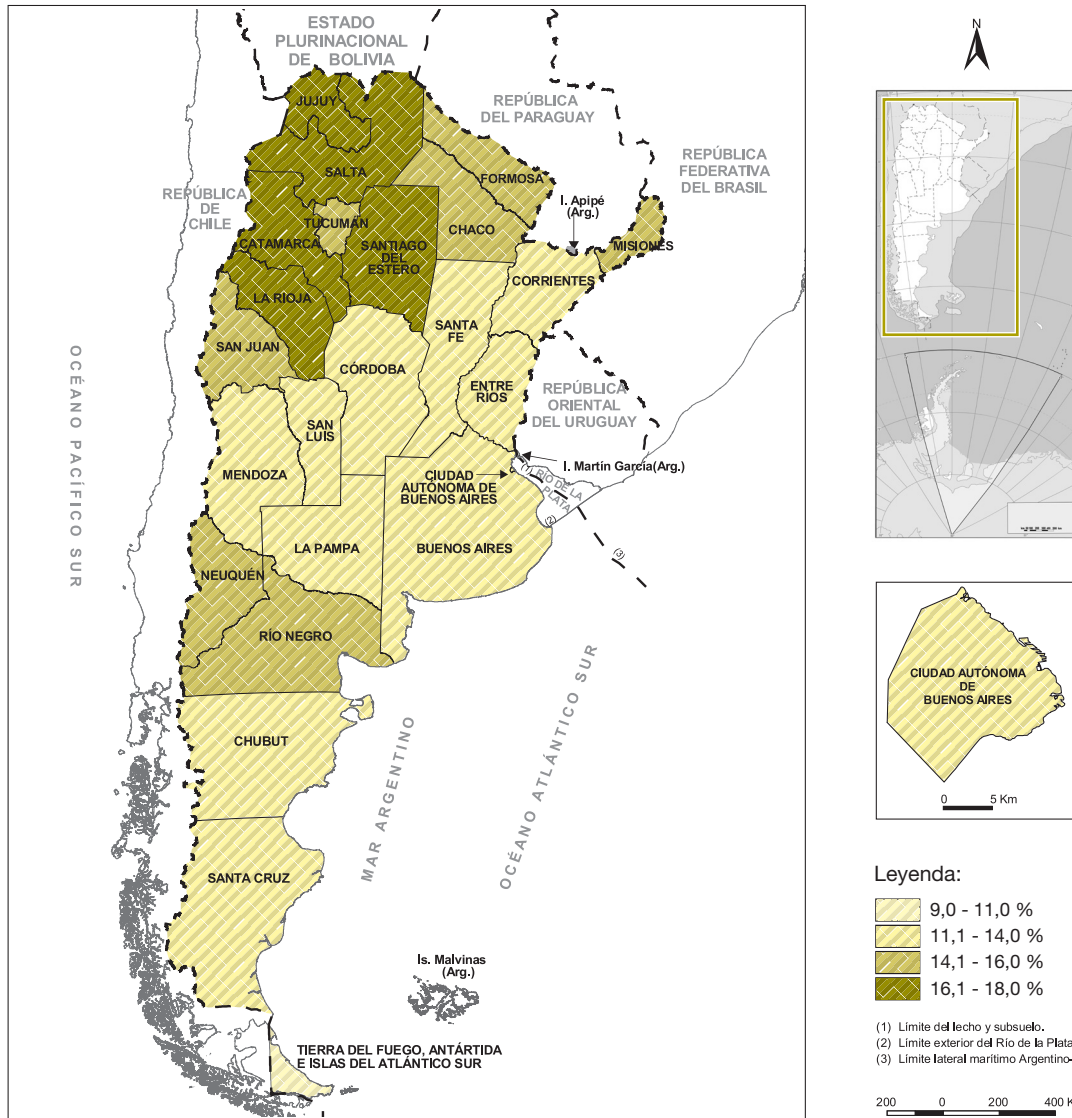 ESTADO
PLURINACIONAL
DE BOLIVIA
JUJUY
REPÚBLICA
DEL PARAGUAY
SALTA
FORMOSA
REPÚBLICA
FEDERATIVA
DEL BRASIL
REPÚBLICA
DE
CHILE
I. Apipé
(Arg.)
TUCUMÁN
CHACO
CATAMARCA
SANTIAGO
DEL
ESTERO
MISIONES
CORRIENTES
LA RIOJA
SANTA
FE
SAN JUAN
CÓRDOBA
ENTRE
RÍOS
REPÚBLICA
ORIENTAL
DEL URUGUAY
SAN
LUIS
MENDOZA
I. Martín García(Arg.)
CIUDAD
AUTÓNOMA DE
BUENOS AIRES
(1)
RÍO DE LA
PLATA
(2)
(3)
LA PAMPA
BUENOS AIRES
NEUQUÉN
RÍO NEGRO
CHUBUT
SANTA CRUZ
OCÉANO PACÍFICO SUR
MAR ARGENTINO
OCÉANO ATLÁNTICO SUR
Is. Malvinas
(Arg.)
TIERRA DEL FUEGO, ANTÁRTIDA
E ISLAS DEL ATLÁNTICO SUR
N
CIUDAD AUTÓNOMA
DE
BUENOS AIRES
0 5 Km
Leyenda:
9,0 - 11,0 %
11,1 - 14,0 %
14,1 - 16,0 %
16,1 - 18,0 %
(1) Límite del lecho y subsuelo.
(2) Límite exterior del Río de la Plata
(3) Límite lateral marítimo Argentino-
200 0 200 400 K